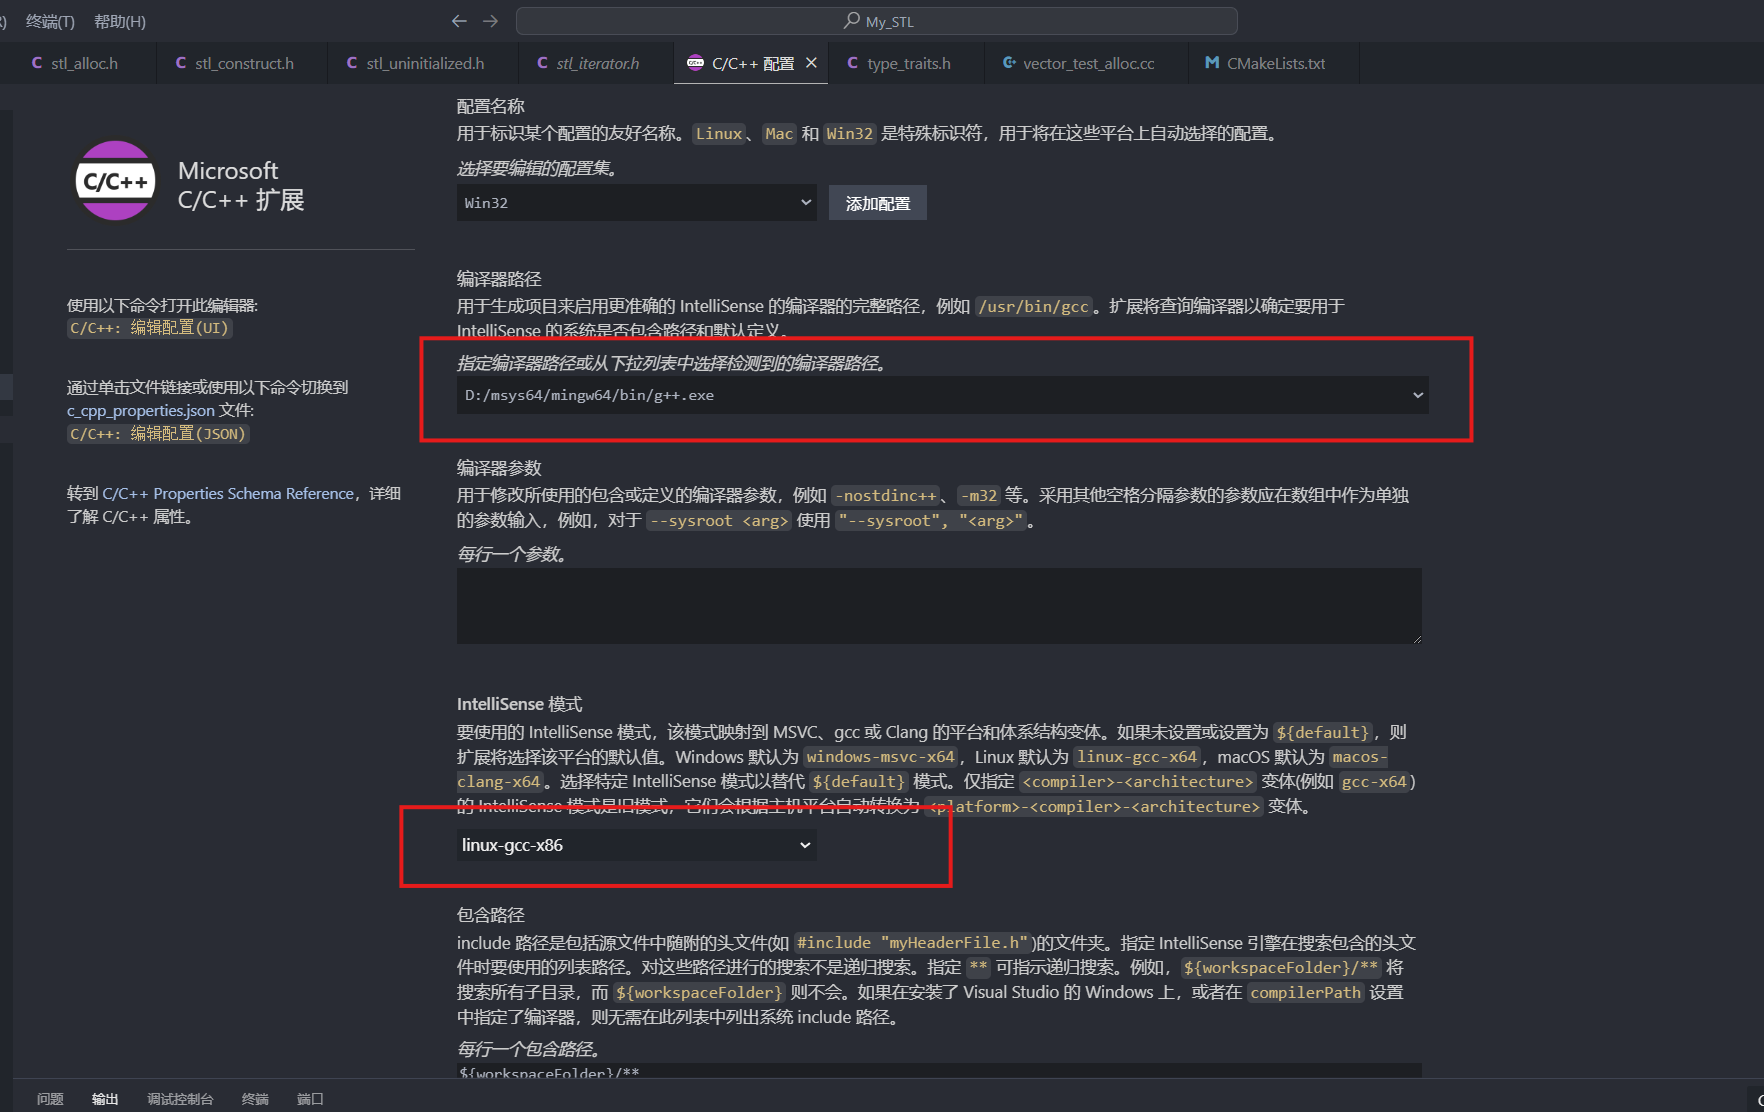 终端(T) 帮助(H) My_STL
C stl_alloc.h C stl_construct.h C stl_uninitialized.h C stl_iterator.h C/C++ 配置 C type_traits.h vector_test_alloc.cc M CMakeLists.txt
C/C++
Microsoft
C/C++ 扩展
使用以下命令打开此编辑器:
C/C++: 编辑配置(UI)
通过单击文件链接或使用以下命令切换到
c_cpp_properties.json 文件:
C/C++: 编辑配置(JSON)
转到 C/C++ Properties Schema Reference，详细
了解 C/C++ 属性。
配置名称
用于标识某个配置的友好名称。Linux、Mac 和 Win32 是特殊标识符，用于将在这些平台上自动选择的配置。
选择要编辑的配置集。
Win32 添加配置
编译器路径
用于生成项目来启用更准确的 IntelliSense 的编译器的完整路径，例如 /usr/bin/gcc。扩展将查询编译器以确定要用于
IntelliSense 的系统是否包含路径和默认定义。
指定编译器路径或从下拉列表中选择检测到的编译器路径。
D:/msys64/mingw64/bin/g++.exe
编译器参数
用于修改所使用的包含或定义的编译器参数，例如 -nostdinc++、-m32 等。采用其他空格分隔参数的参数应在数组中作为单独
的参数输入，例如，对于 --sysroot <arg> 使用 "--sysroot", "<arg>"。
每行一个参数。
IntelliSense 模式
要使用的 IntelliSense 模式，该模式映射到 MSVC、gcc 或 Clang 的平台和体系结构变体。如果未设置或设置为 ${default}，则
扩展将选择该平台的默认值。Windows 默认为 windows-msvc-x64，Linux 默认为 linux-gcc-x64，macOS 默认为 macos-
clang-x64。选择特定 IntelliSense 模式以替代 ${default} 模式。仅指定 <compiler>-<architecture> 变体(例如 gcc-x64)
的 IntelliSense 模式是旧模式，它们会根据主机平台自动转换为 <platform>-<compiler>-<architecture> 变体。
linux-gcc-x86
包含路径
include 路径是包括源文件中随附的头文件(如 #include "myHeaderFile.h")的文件夹。指定 IntelliSense 引擎在搜索包含的头文
件时要使用的列表路径。对这些路径进行的搜索不是递归搜索。指定 ** 可指示递归搜索。例如，${workspaceFolder}/** 将
搜索所有子目录，而 ${workspaceFolder} 则不会。如果在安装了 Visual Studio 的 Windows 上，或者在 compilerPath 设置
中指定了编译器，则无需在此列表中列出系统 include 路径。
每行一个包含路径。
${workspaceFolder}/**
问题 输出 调试控制台 终端 端口